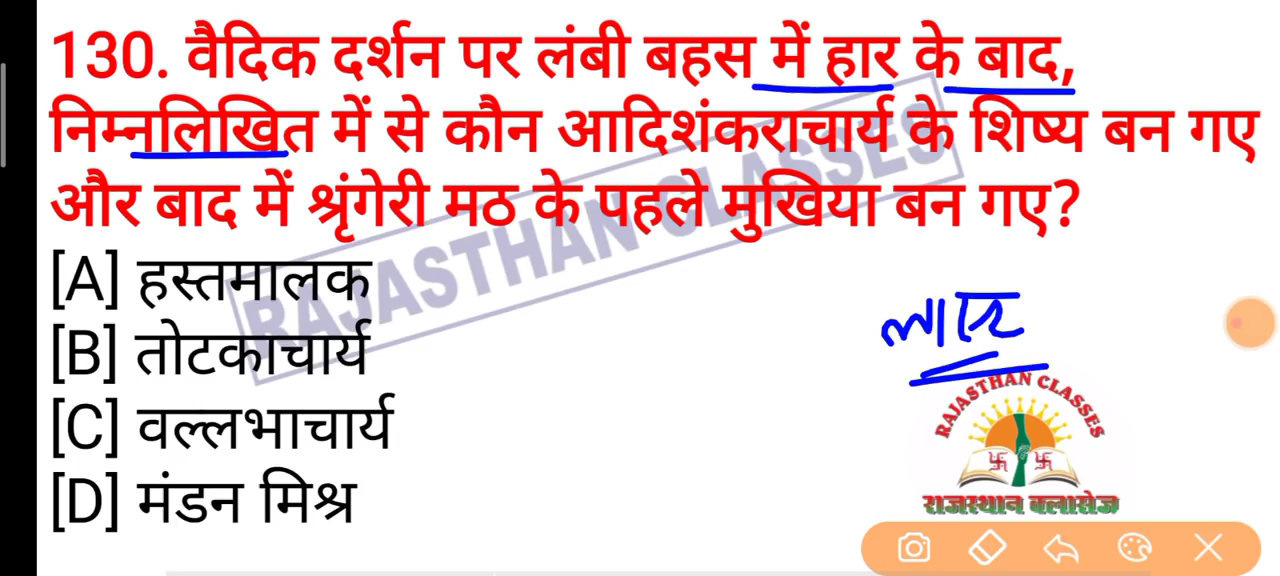 130. वैदिक दर्शन पर लंबी बहस में हार के बाद,
निम्नलिखित में से कौन आदिशंकराचार्य के शिष्य बन गए
और बाद में श्रृंगेरी मठ के पहले मुखिया बन गए?
[A] हस्तमालक
[B] तोटकाचार्य
[C] वल्लभाचार्य
[D] मंडन मिश्र
RAJASTHAN CLASSES
RAJASTHAN CLASSES
राजस्थान क्लासेज